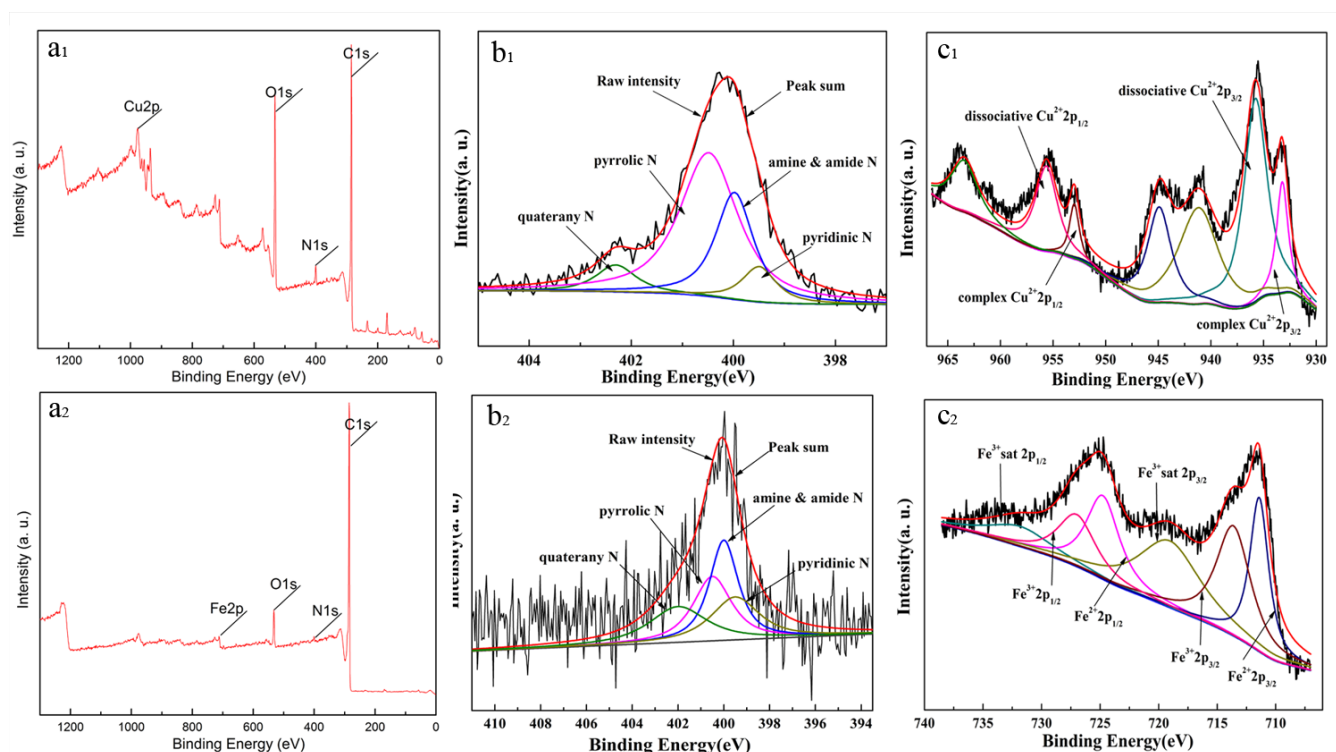 a1
C1s
O1s
Cu2p
N1s
Intensity (a. u.)
1200 1000 800 600 400 200 0
Binding Energy (eV)
b1
Raw intensity
Peak sum
pyrrolic N
amine & amide N
quaterany N
pyridinic N
Intensity(a. u.)
404 402 400 398
Binding Energy(eV)
c1
dissociative Cu2+2p3/2
dissociative Cu2+2p1/2
complex Cu2+2p1/2
complex Cu2+2p3/2
Intensity(a. u.)
965 960 955 950 945 940 935 930
Binding Energy(eV)
a2
C1s
O1s
Fe2p
N1s
Intensity (a. u.)
1200 1000 800 600 400 200 0
Binding Energy (eV)
b2
Raw intensity
Peak sum
amine & amide N
pyrrolic N
quaterany N
pyridinic N
Intensity(a. u.)
410 408 406 404 402 400 398 396 394
Binding Energy(eV)
c2
Fe3+sat 2p1/2
Fe3+sat 2p3/2
Fe3+2p1/2
Fe2+2p1/2
Fe3+2p3/2
Fe2+2p3/2
Intensity(a. u.)
740 735 730 725 720 715 710
Binding Energy(eV)